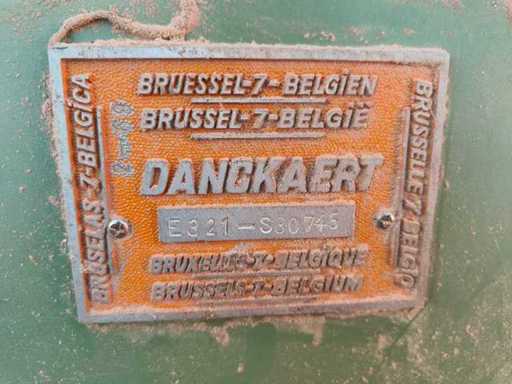 BRUESSEL-7-BELGIEN
BRUSSEL-7-BELGIË
DANCKAERT
E321-S30745
BRUXELLES-7-BELGIQUE
BRUSSELS-7-BELGIUM
BRUSELAS-7-BELGICA
BRUSSELLE 7 BELGIO